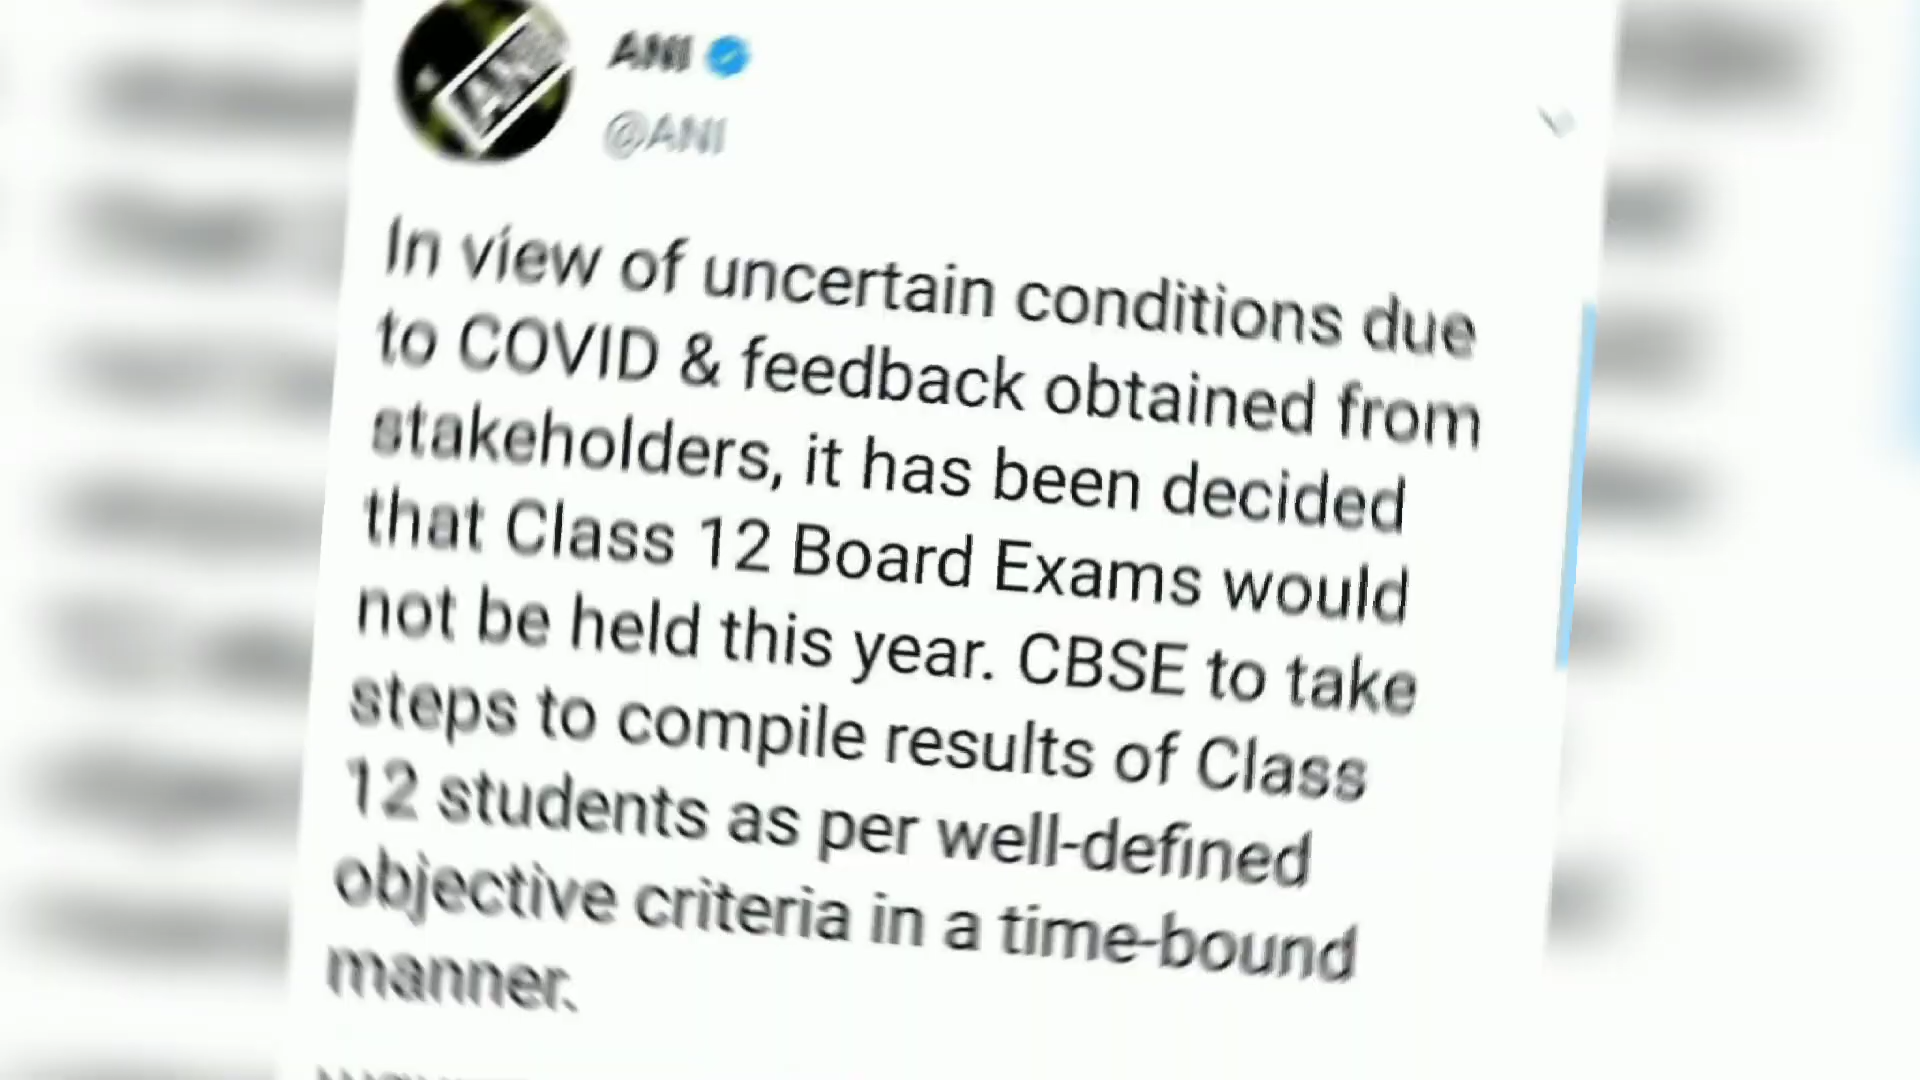 ANI
@ANI
In view of uncertain conditions due
to COVID & feedback obtained from
stakeholders, it has been decided
that Class 12 Board Exams would
not be held this year. CBSE to take
steps to compile results of Class
12 students as per well-defined
objective criteria in a time-bound
manner.